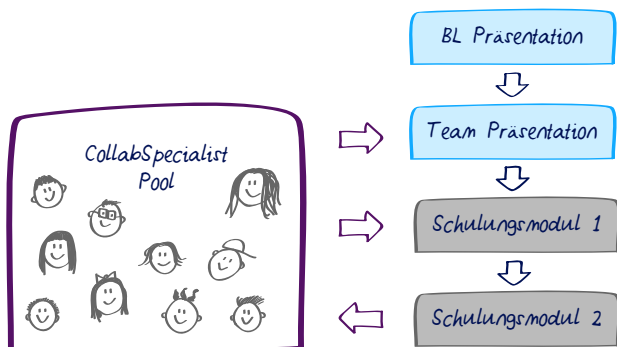 BL Präsentation
Team Präsentation
CollabSpecialist
Pool
Schulungsmodul 1
Schulungsmodul 2